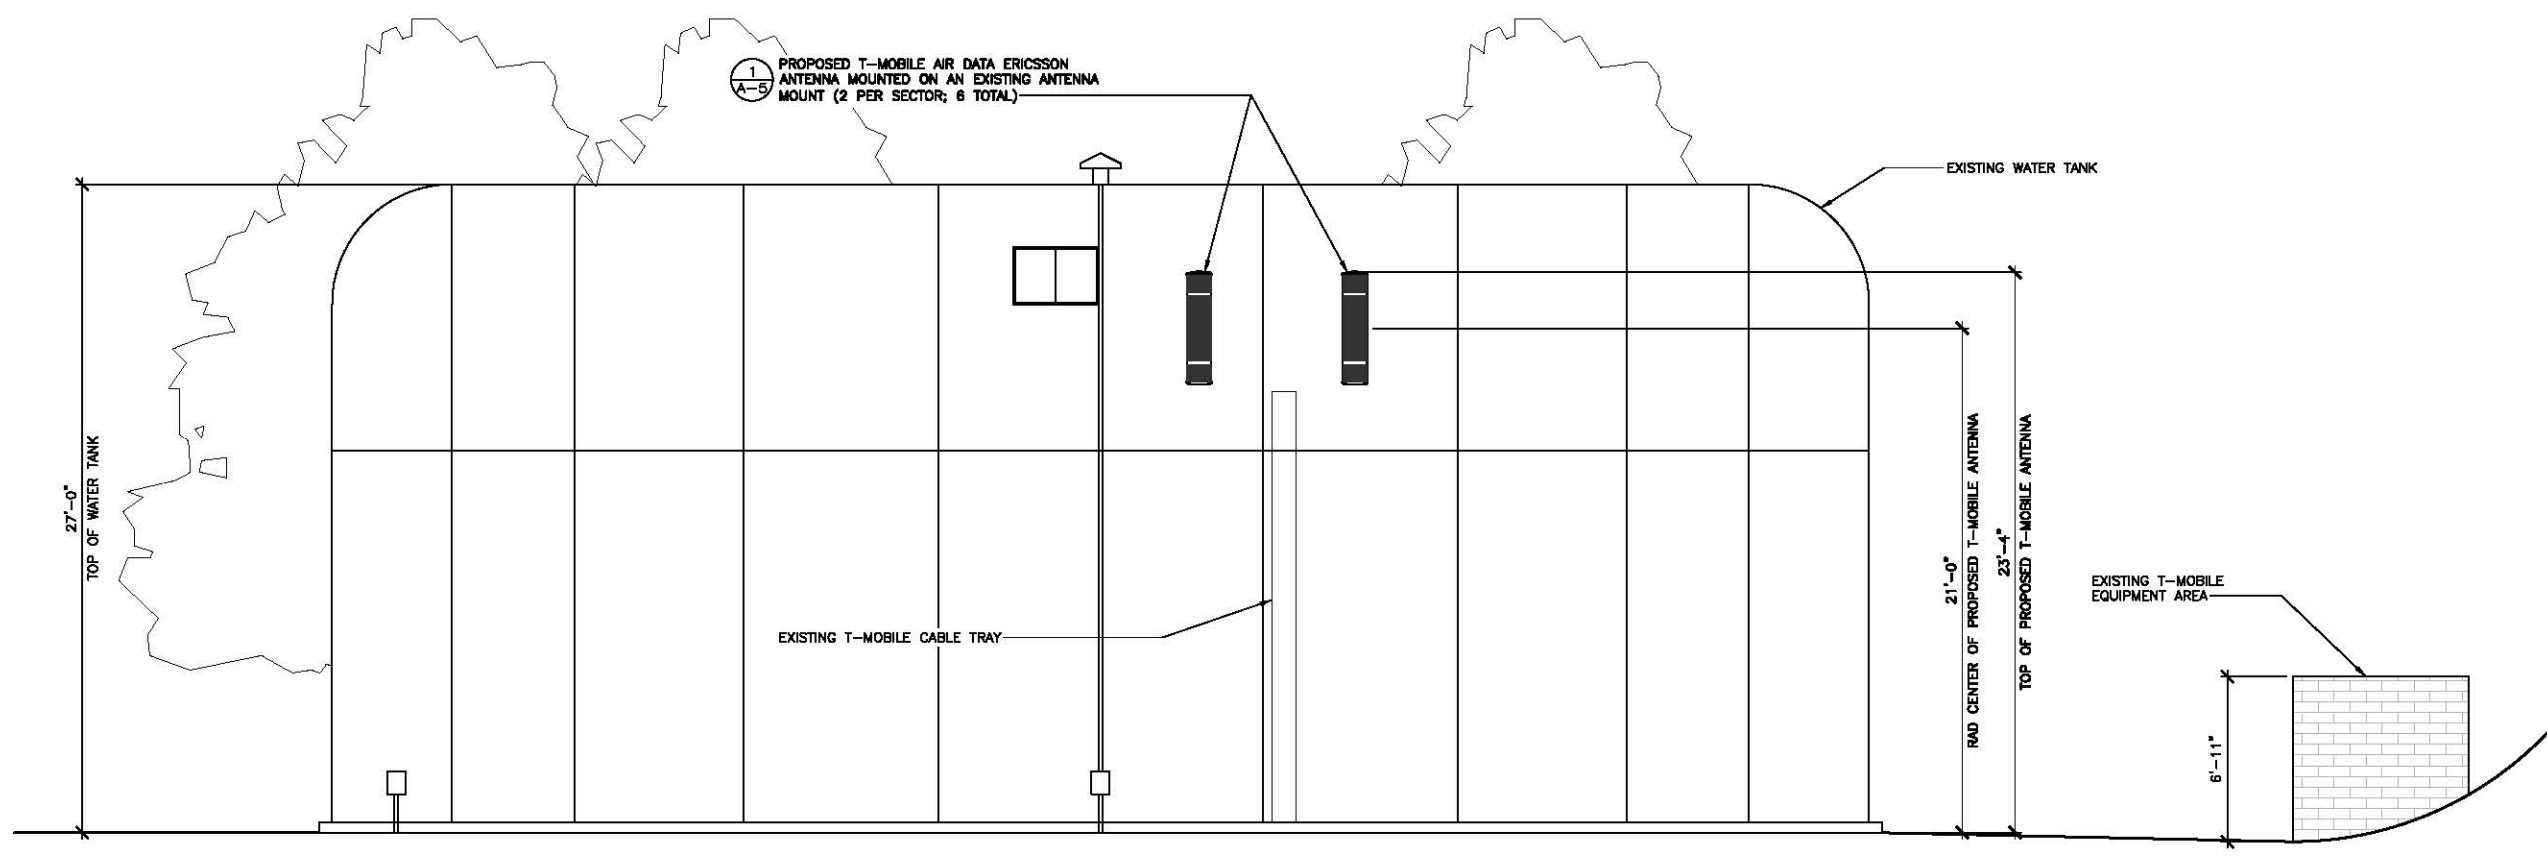 1
A-5
PROPOSED T-MOBILE AIR DATA ERICSSON
ANTENNA MOUNTED ON AN EXISTING ANTENNA
MOUNT (2 PER SECTOR; 6 TOTAL)
EXISTING WATER TANK
27'-0"
TOP OF WATER TANK
EXISTING T-MOBILE CABLE TRAY
21'-0"
RAD CENTER OF PROPOSED T-MOBILE ANTENNA
23'-4"
TOP OF PROPOSED T-MOBILE ANTENNA
EXISTING T-MOBILE
EQUIPMENT AREA
6'-11"